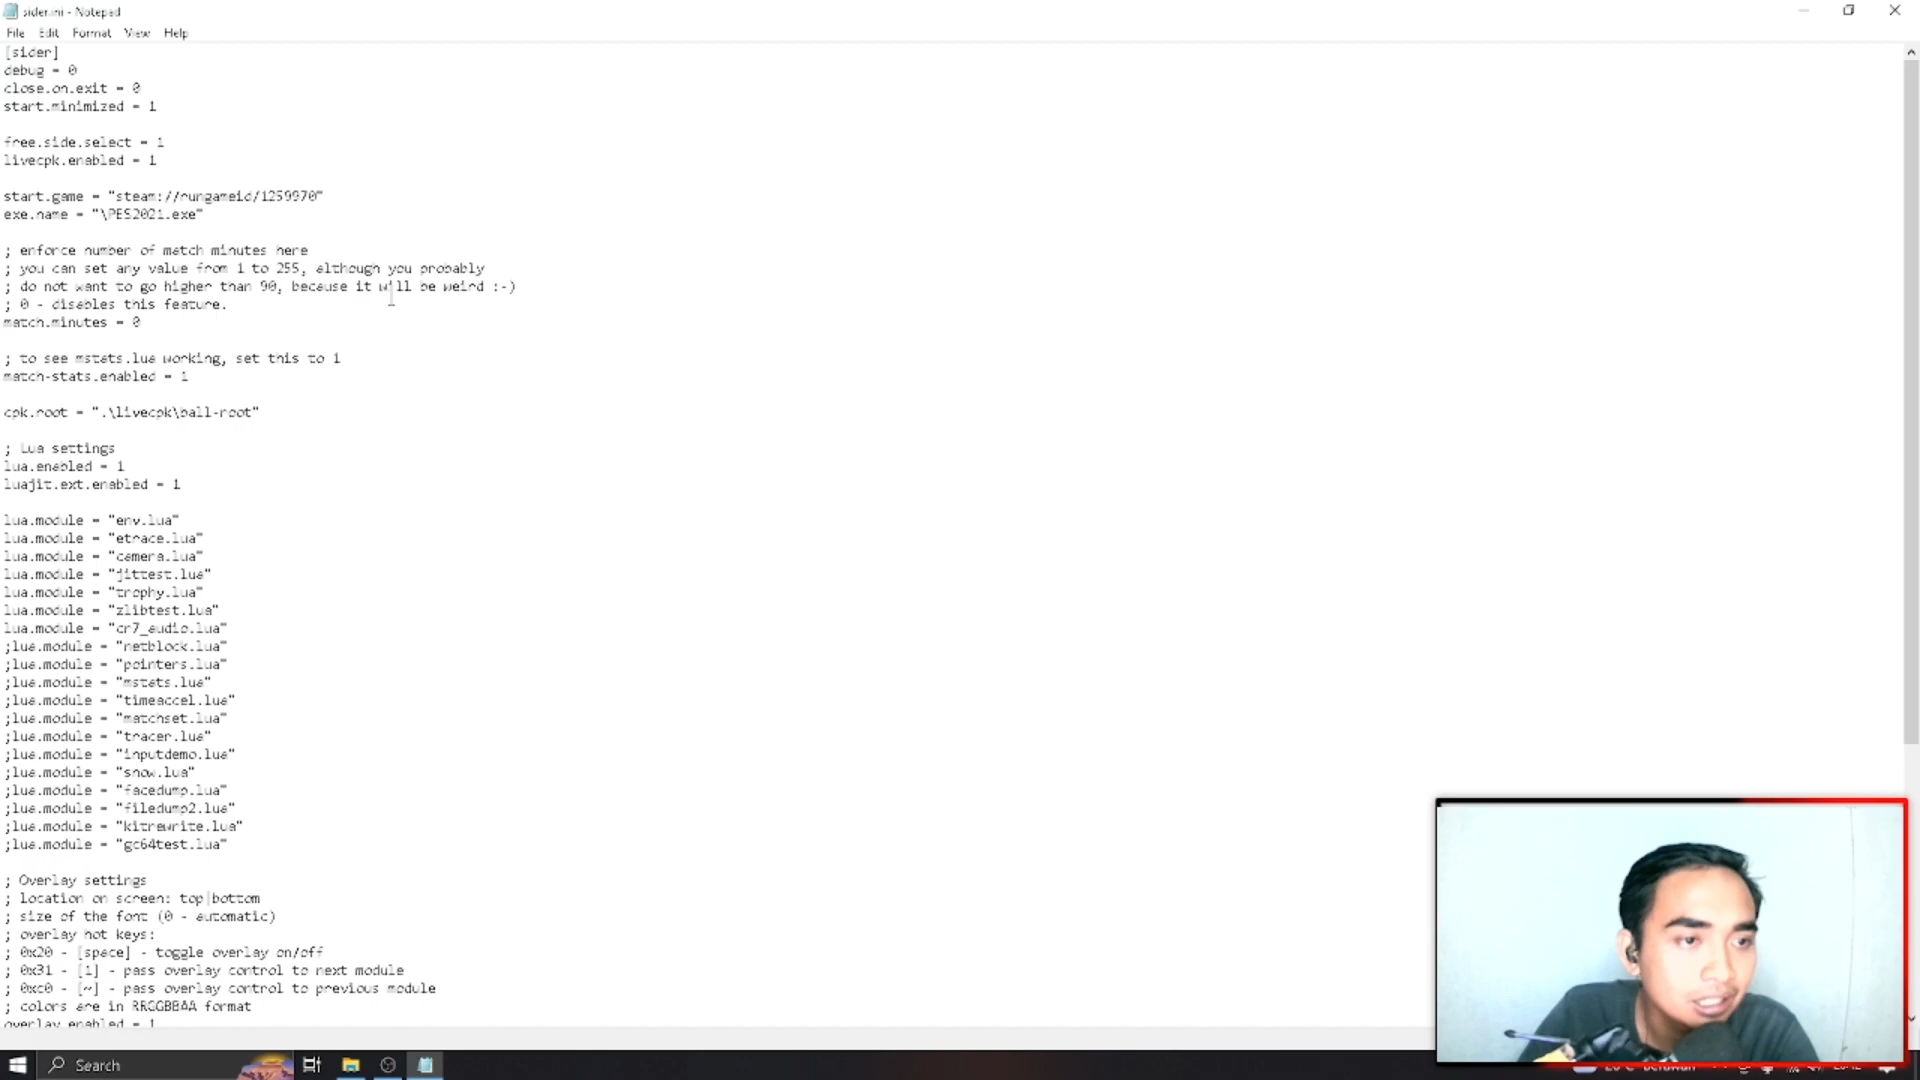 sider.ini - Notepad
File Edit Format View Help
[sider]
debug = 0
close.on.exit = 0
start.minimized = 1
free.side.select = 1
livecpk.enabled = 1
start.game = "steam://rungameid/1259970"
exe.name = "\PES2021.exe"
; enforce number of match minutes here
; you can set any value from 1 to 255, although you probably
; do not want to go higher than 90, because it will be weird :-)
; 0 - disables this feature.
match.minutes = 0
; to see mstats.lua working, set this to 1
match-stats.enabled = 1
cpk.root = ".\livecpk\ball-root"
; Lua settings
lua.enabled = 1
luajit.ext.enabled = 1
lua.module = "env.lua"
lua.module = "etrace.lua"
lua.module = "camera.lua"
lua.module = "jittest.lua"
lua.module = "trophy.lua"
lua.module = "zlibtest.lua"
lua.module = "cr7_audio.lua"
;lua.module = "netblock.lua"
;lua.module = "pointers.lua"
;lua.module = "mstats.lua"
;lua.module = "timeaccel.lua"
;lua.module = "matchset.lua"
;lua.module = "tracer.lua"
;lua.module = "inputdemo.lua"
;lua.module = "snow.lua"
;lua.module = "facedump.lua"
;lua.module = "filedump2.lua"
;lua.module = "kitrewrite.lua"
;lua.module = "gc64test.lua"
; Overlay settings
; location on screen: top|bottom
; size of the font (0 - automatic)
; overlay hot keys:
; 0x20 - [space] - toggle overlay on/off
; 0x31 - [1] - pass overlay control to next module
; 0xc0 - [~] - pass overlay control to previous module
; colors are in RRGGBBAA format
overlay.enabled = 1
Search